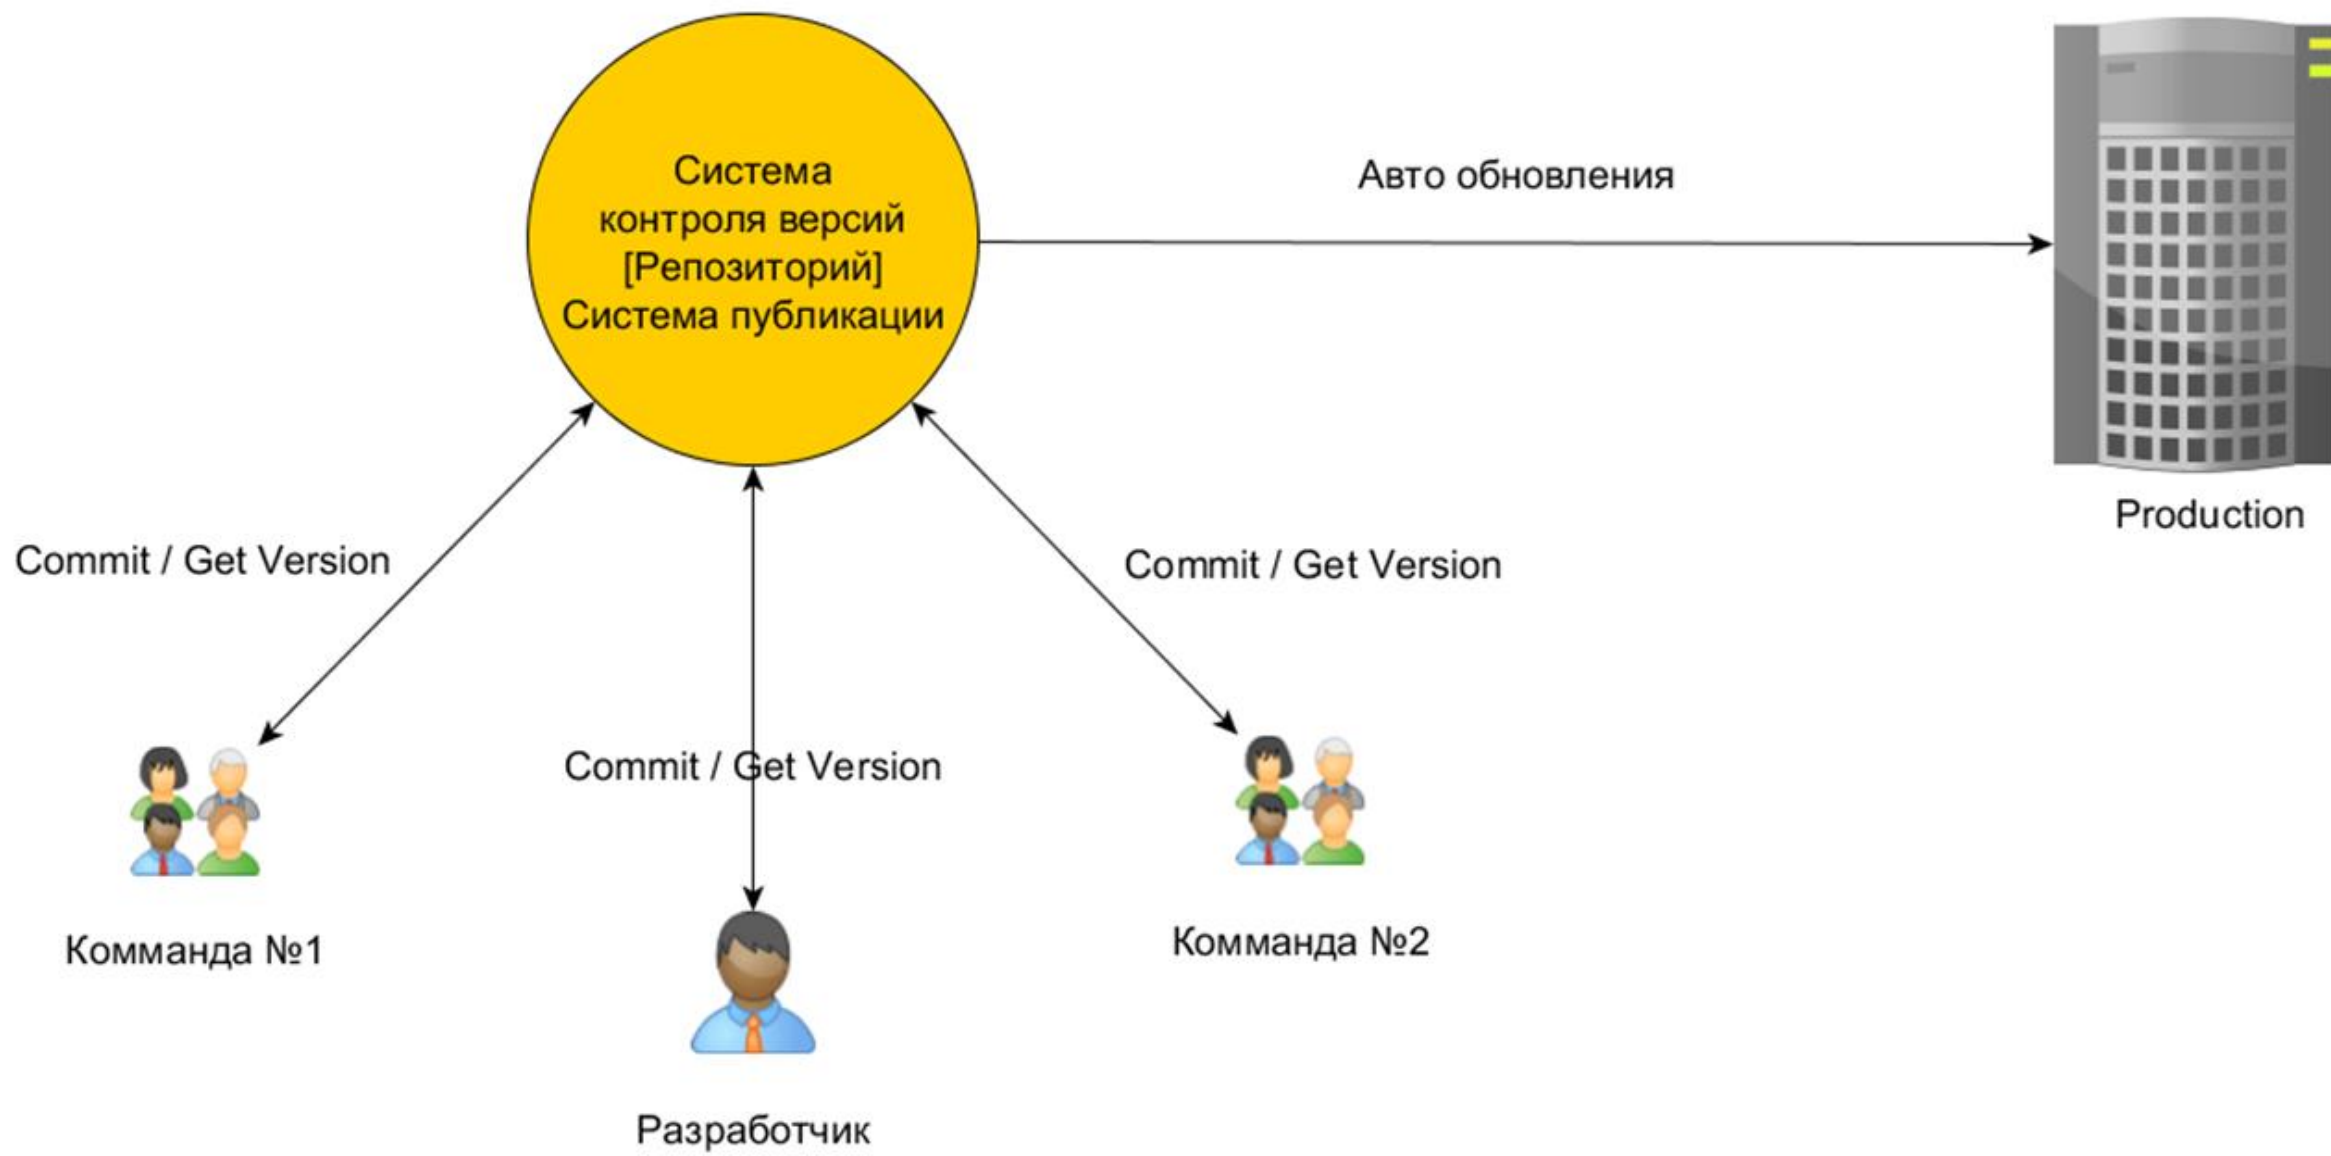 Система
контроля версий
[Репозиторий]
Система публикации
Авто обновления
Production
Commit / Get Version
Commit / Get Version
Commit / Get Version
Комманда №1
Комманда №2
Разработчик